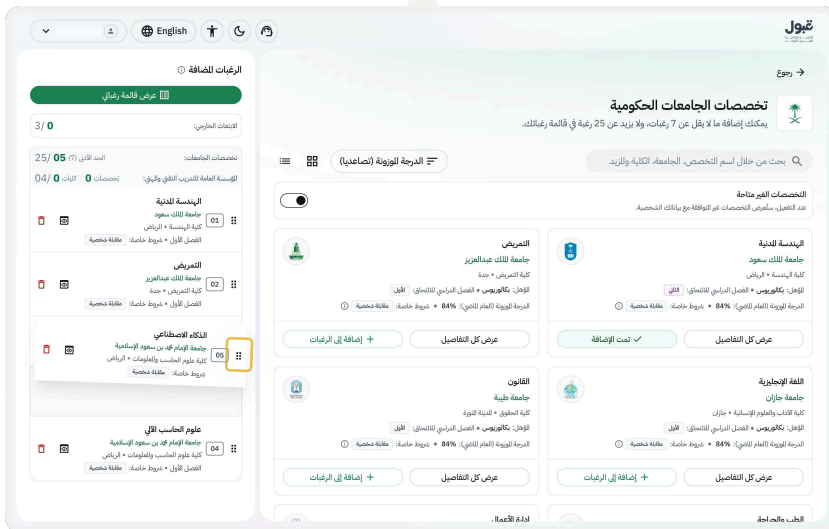 قبول
English
← رجوع
تخصصات الجامعات الحكومية
يمكنك إضافة ما لا يقل عن 7 رغبات، ولا يزيد عن 25 رغبة في قائمة رغباتك.
بحث من خلال اسم التخصص، الجامعة، الكلية والمزيد
الدرجة الموزونة (تصاعديا)
التخصصات الغير متاحة
عند التفعيل، ستُعرض التخصصات غير المتوافقة مع بياناتك الشخصية.
الهندسة المدنية
جامعة الملك سعود
كلية الهندسة • الرياض
المؤهل: بكالوريوس • الفصل الدراسي للالتحاق: الثاني
الدرجة الموزونة (العام الماضي): 84% • شروط خاصة: مقابلة شخصية
عرض كل التفاصيل
تمت الإضافة
التمريض
جامعة الملك عبدالعزيز
كلية التمريض • جدة
المؤهل: بكالوريوس • الفصل الدراسي للالتحاق: الأول
الدرجة الموزونة (العام الماضي): 84% • شروط خاصة: مقابلة شخصية
عرض كل التفاصيل
+ إضافة إلى الرغبات
اللغة الإنجليزية
جامعة جازان
كلية الآداب والعلوم الإنسانية • جازان
المؤهل: بكالوريوس • الفصل الدراسي للالتحاق: الأول
الدرجة الموزونة (العام الماضي): 84% • شروط خاصة: مقابلة شخصية
عرض كل التفاصيل
+ إضافة إلى الرغبات
القانون
جامعة طيبة
كلية الحقوق • المدينة المنورة
المؤهل: بكالوريوس • الفصل الدراسي للالتحاق: الأول
الدرجة الموزونة (العام الماضي): 84% • شروط خاصة: مقابلة شخصية
عرض كل التفاصيل
+ إضافة إلى الرغبات
الطب والجراحة
إدارة الأعمال
الرغبات المضافة
عرض قائمة رغباتي
الابتعاث الخارجي: 0 /3
تخصصات الجامعات: الحد الأدنى (7) 05 /25
المؤسسة العامة للتدريب التقني والمهني: تخصصات 0 كليات 0 /04
الهندسة المدنية
01
جامعة الملك سعود
كلية الهندسة • الرياض
الفصل الأول • شروط خاصة: مقابلة شخصية
التمريض
02
جامعة الملك عبدالعزيز
كلية التمريض • جدة
الفصل الأول • شروط خاصة: مقابلة شخصية
الذكاء الاصطناعي
05
جامعة الإمام محمد بن سعود الإسلامية
كلية علوم الحاسب والمعلومات • الرياض
شروط خاصة: مقابلة شخصية
علوم الحاسب الآلي
04
جامعة الإمام محمد بن سعود الإسلامية
كلية علوم الحاسب والمعلومات • الرياض
الفصل الأول • شروط خاصة: مقابلة شخصية